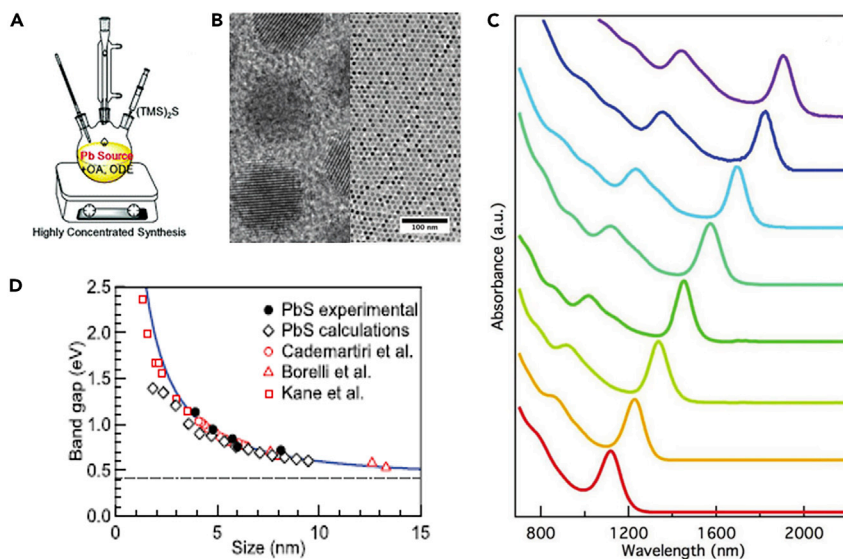 A
(TMS)₂S
Pb Source
+OA, ODE
Highly Concentrated Synthesis
B
100 nm
C
Absorbance (a.u.)
800 1200 1600 2000
Wavelength (nm)
D
Band gap (eV)
2.5
2.0
1.5
1.0
0.5
0.0
PbS experimental
PbS calculations
Cademartiri et al.
Borelli et al.
Kane et al.
0 5 10 15
Size (nm)